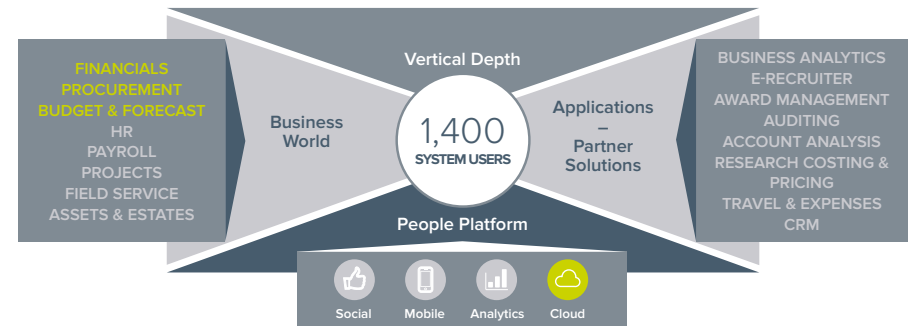 Vertical Depth
FINANCIALS
PROCUREMENT
BUDGET & FORECAST
HR
PAYROLL
PROJECTS
FIELD SERVICE
ASSETS & ESTATES
Business
World
1,400
SYSTEM USERS
Applications
–
Partner
Solutions
BUSINESS ANALYTICS
E-RECRUITER
AWARD MANAGEMENT
AUDITING
ACCOUNT ANALYSIS
RESEARCH COSTING &
PRICING
TRAVEL & EXPENSES
CRM
People Platform
Social
Mobile
Analytics
Cloud